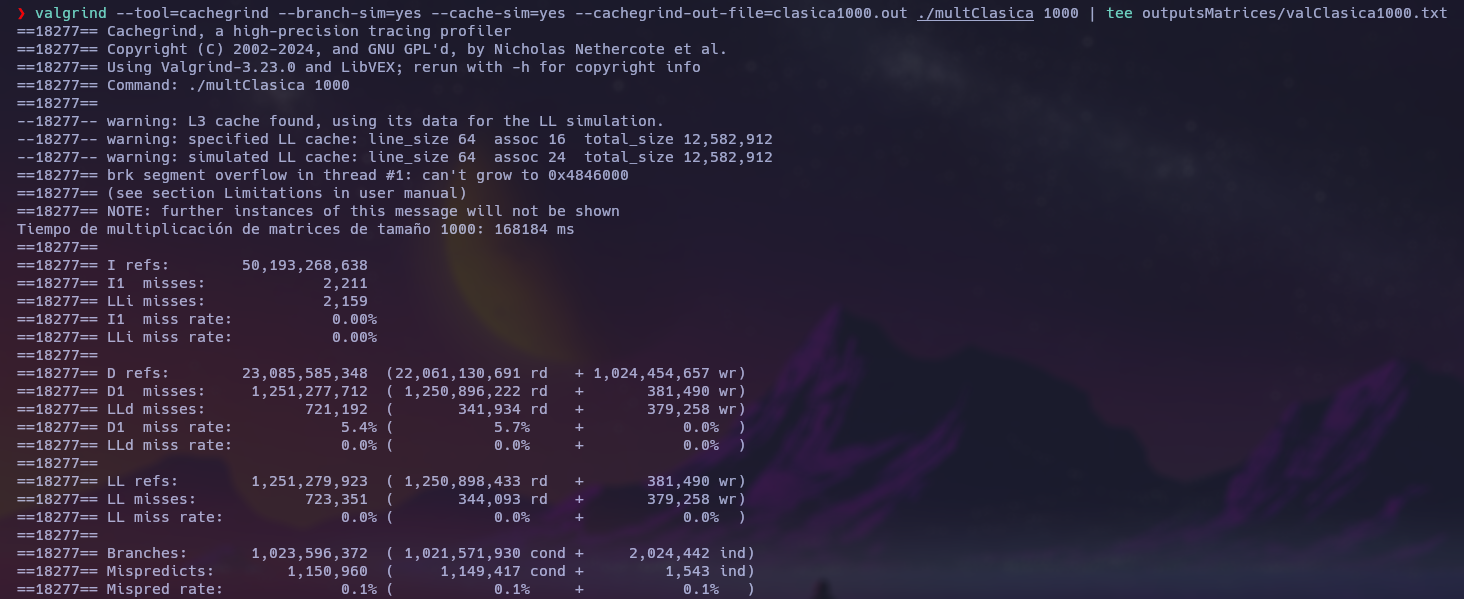 ❯ valgrind --tool=cachegrind --branch-sim=yes --cache-sim=yes --cachegrind-out-file=clasica1000.out ./multClasica 1000 | tee outputsMatrices/valClasica1000.txt
==18277== Cachegrind, a high-precision tracing profiler
==18277== Copyright (C) 2002-2024, and GNU GPL'd, by Nicholas Nethercote et al.
==18277== Using Valgrind-3.23.0 and LibVEX; rerun with -h for copyright info
==18277== Command: ./multClasica 1000
==18277==
--18277-- warning: L3 cache found, using its data for the LL simulation.
--18277-- warning: specified LL cache: line_size 64  assoc 16  total_size 12,582,912
--18277-- warning: simulated LL cache: line_size 64  assoc 24  total_size 12,582,912
==18277== brk segment overflow in thread #1: can't grow to 0x4846000
==18277== (see section Limitations in user manual)
==18277== NOTE: further instances of this message will not be shown
Tiempo de multiplicación de matrices de tamaño 1000: 168184 ms
==18277==
==18277== I refs:        50,193,268,638
==18277== I1  misses:             2,211
==18277== LLi misses:             2,159
==18277== I1  miss rate:           0.00%
==18277== LLi miss rate:           0.00%
==18277==
==18277== D refs:        23,085,585,348  (22,061,130,691 rd   + 1,024,454,657 wr)
==18277== D1  misses:     1,251,277,712  ( 1,250,896,222 rd   +       381,490 wr)
==18277== LLd misses:           721,192  (       341,934 rd   +       379,258 wr)
==18277== D1  miss rate:            5.4% (           5.7%     +           0.0%  )
==18277== LLd miss rate:            0.0% (           0.0%     +           0.0%  )
==18277==
==18277== LL refs:        1,251,279,923  ( 1,250,898,433 rd   +       381,490 wr)
==18277== LL misses:            723,351  (       344,093 rd   +       379,258 wr)
==18277== LL miss rate:             0.0% (           0.0%     +           0.0%  )
==18277==
==18277== Branches:       1,023,596,372  ( 1,021,571,930 cond +     2,024,442 ind)
==18277== Mispredicts:        1,150,960  (     1,149,417 cond +         1,543 ind)
==18277== Mispred rate:             0.1% (           0.1%     +           0.1%   )